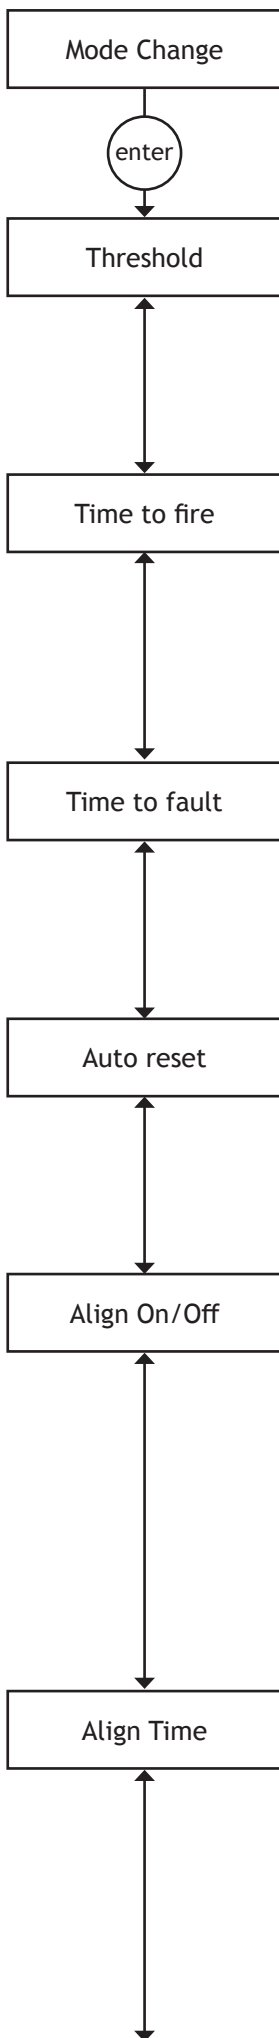 Mode Change
enter
Threshold
Time to fire
Time to fault
Auto reset
Align On/Off
Align Time